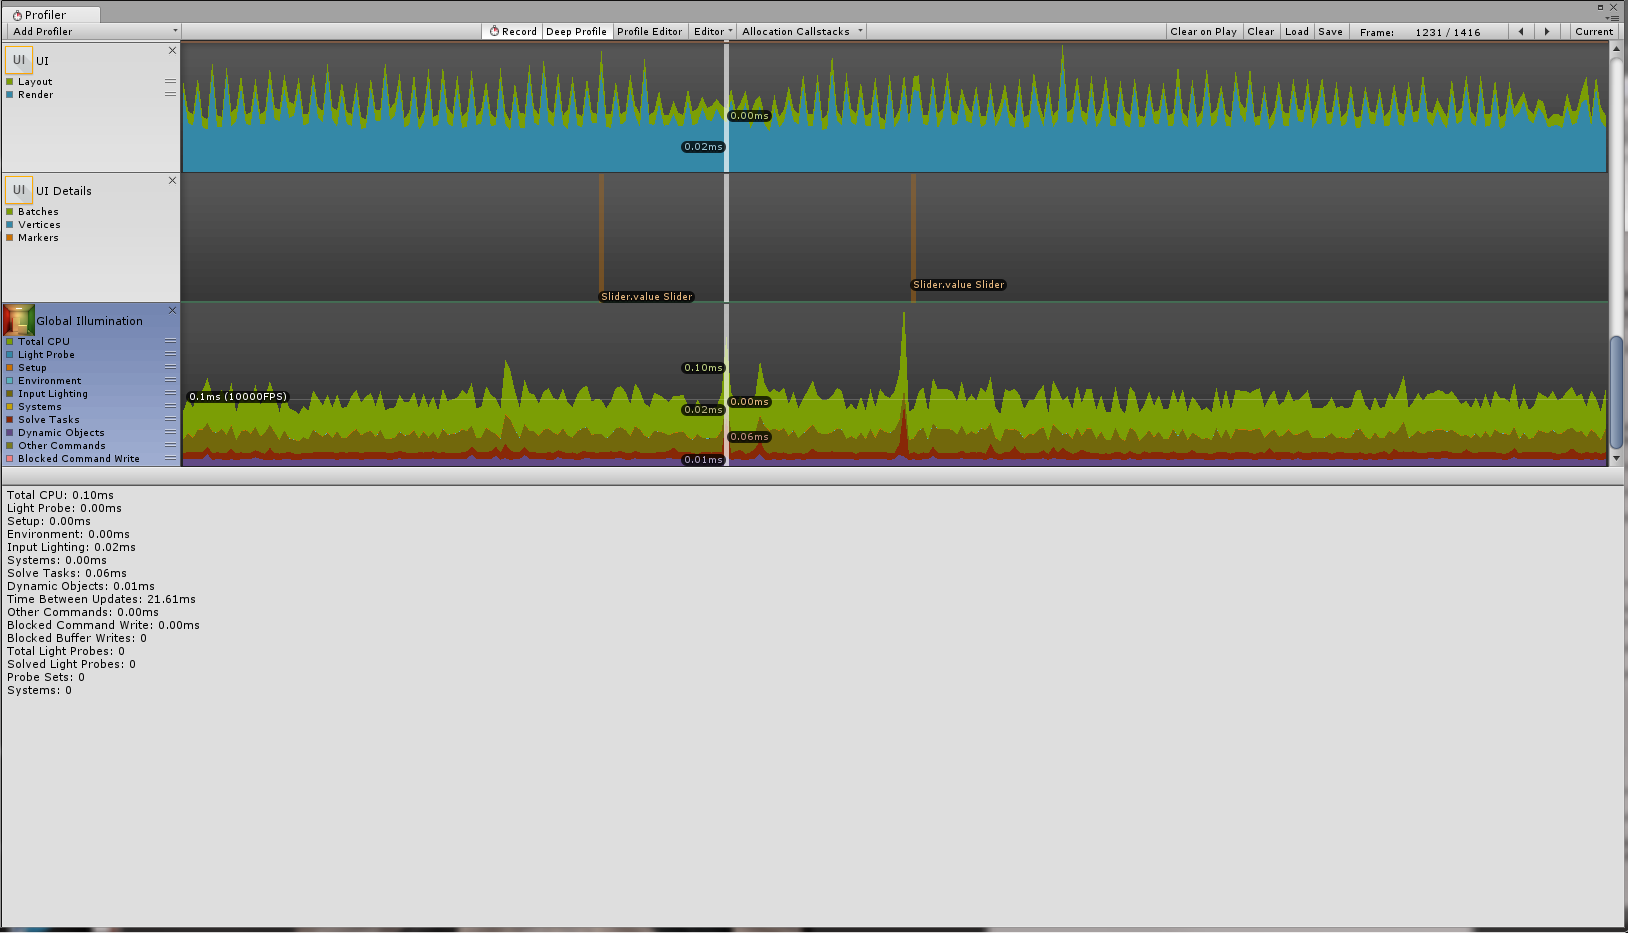 Profiler
Add Profiler
Record Deep Profile Profile Editor Editor Allocation Callstacks Clear on Play Clear Load Save Frame: 1231 / 1416 Current
UI UI
Layout
Render
0.00ms
0.02ms
UI UI Details
Batches
Vertices
Markers
Slider.value Slider
Slider.value Slider
Global Illumination
Total CPU
Light Probe
Setup
Environment
Input Lighting
Systems
Solve Tasks
Dynamic Objects
Other Commands
Blocked Command Write
0.1ms (10000FPS)
0.10ms
0.00ms
0.02ms
0.06ms
0.01ms
Total CPU: 0.10ms
Light Probe: 0.00ms
Setup: 0.00ms
Environment: 0.00ms
Input Lighting: 0.02ms
Systems: 0.00ms
Solve Tasks: 0.06ms
Dynamic Objects: 0.01ms
Time Between Updates: 21.61ms
Other Commands: 0.00ms
Blocked Command Write: 0.00ms
Blocked Buffer Writes: 0
Total Light Probes: 0
Solved Light Probes: 0
Probe Sets: 0
Systems: 0